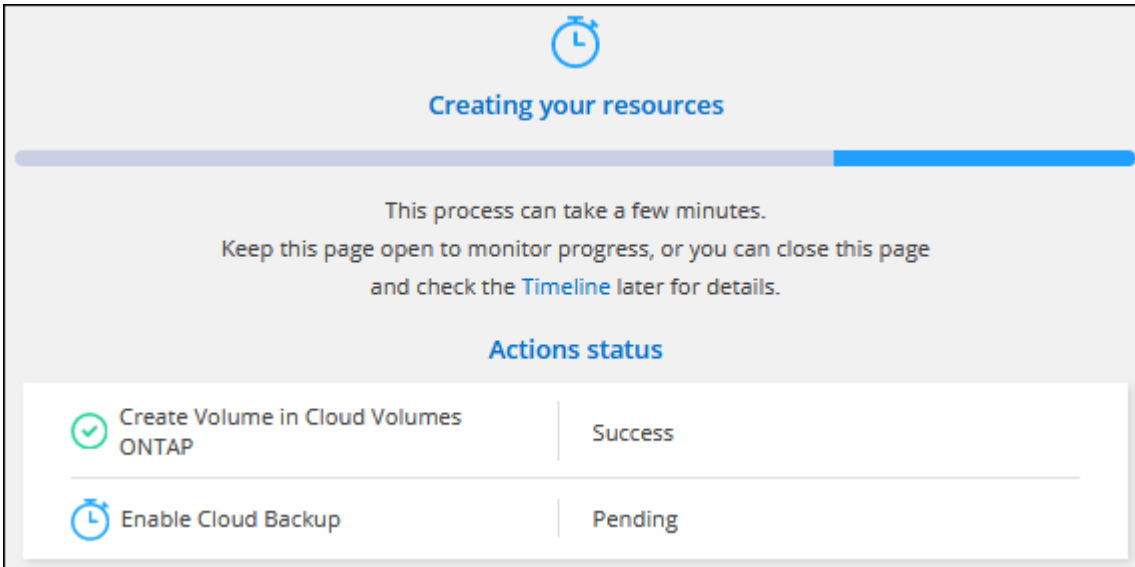 Creating your resources
This process can take a few minutes.
Keep this page open to monitor progress, or you can close this page
and check the Timeline later for details.
Actions status
Create Volume in Cloud Volumes
ONTAP
Success
Enable Cloud Backup
Pending